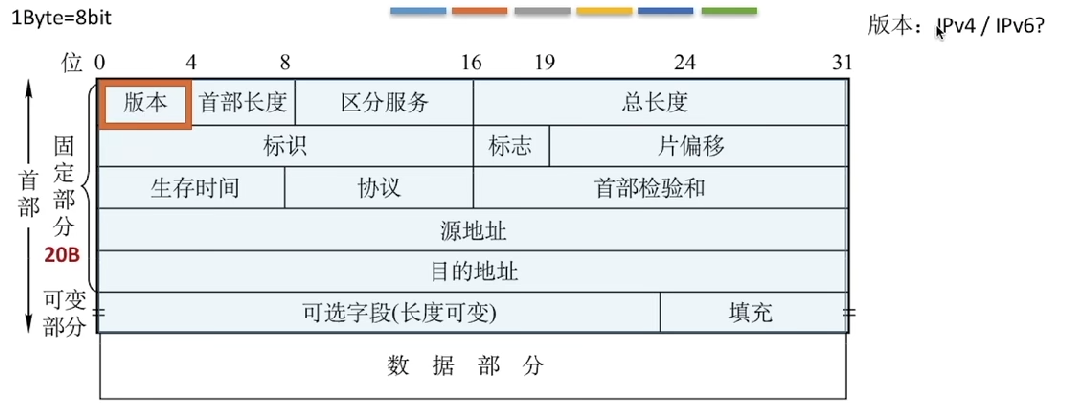 1Byte=8bit
版本：IPv4 / IPv6?
位 0 4 8 16 19 24 31
版本 首部长度 区分服务 总长度
标识 标志 片偏移
生存时间 协议 首部检验和
源地址
目的地址
可选字段(长度可变) 填充
数据部分
首部
固定部分
20B
可变部分